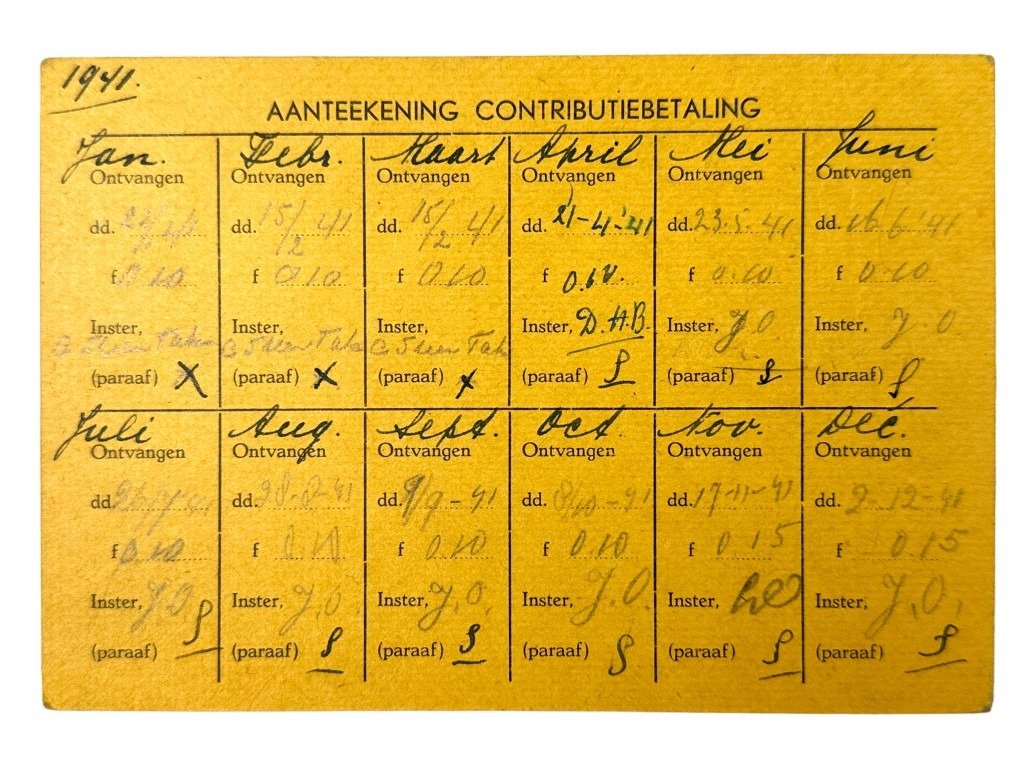 1941.
AANTEEKENING CONTRIBUTIEBETALING
Jan. Febr. Maart April Mei Juni
Ontvangen Ontvangen Ontvangen Ontvangen Ontvangen Ontvangen
dd. dd. 15/2 41 dd. 15/2 41 dd. 21-4-'41 dd. 23.5.41 dd. 16.6.41
f 0 10 f 0 10 f 0 10 f f 0.10 f 0.10
Inster, Inster, Inster, Inster, D.H.B. Inster, J.O. Inster, J.O
(paraaf) X (paraaf) X (paraaf) X (paraaf) (paraaf) (paraaf)
Juli Aug. Sept. Oct. Nov. Dec.
Ontvangen Ontvangen Ontvangen Ontvangen Ontvangen Ontvangen
dd. dd. dd. 9/9-41 dd. 8/10-41 dd. 17-11-41 dd. 2-12-41
f 0.10 f 0.10 f 0.10 f 0.10 f 0 15 f 0.15
Inster, J.O. Inster, J.O. Inster, J.O. Inster, J.O. Inster, Inster, J.O.
(paraaf) (paraaf) (paraaf) (paraaf) (paraaf) (paraaf)